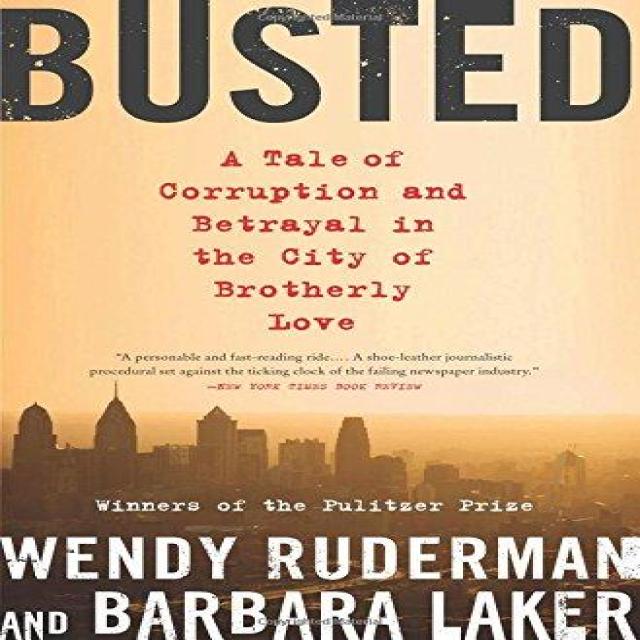 BUSTED
A Tale of
Corruption and
Betrayal in
the City of
Brotherly
Love
"A personable and fast-reading ride.... A shoe-leather journalistic
procedural set against the ticking clock of the failing newspaper industry."
—NEW YORK TIMES BOOK REVIEW
Winners of the Pulitzer Prize
WENDY RUDERMAN
AND BARBARA LAKER